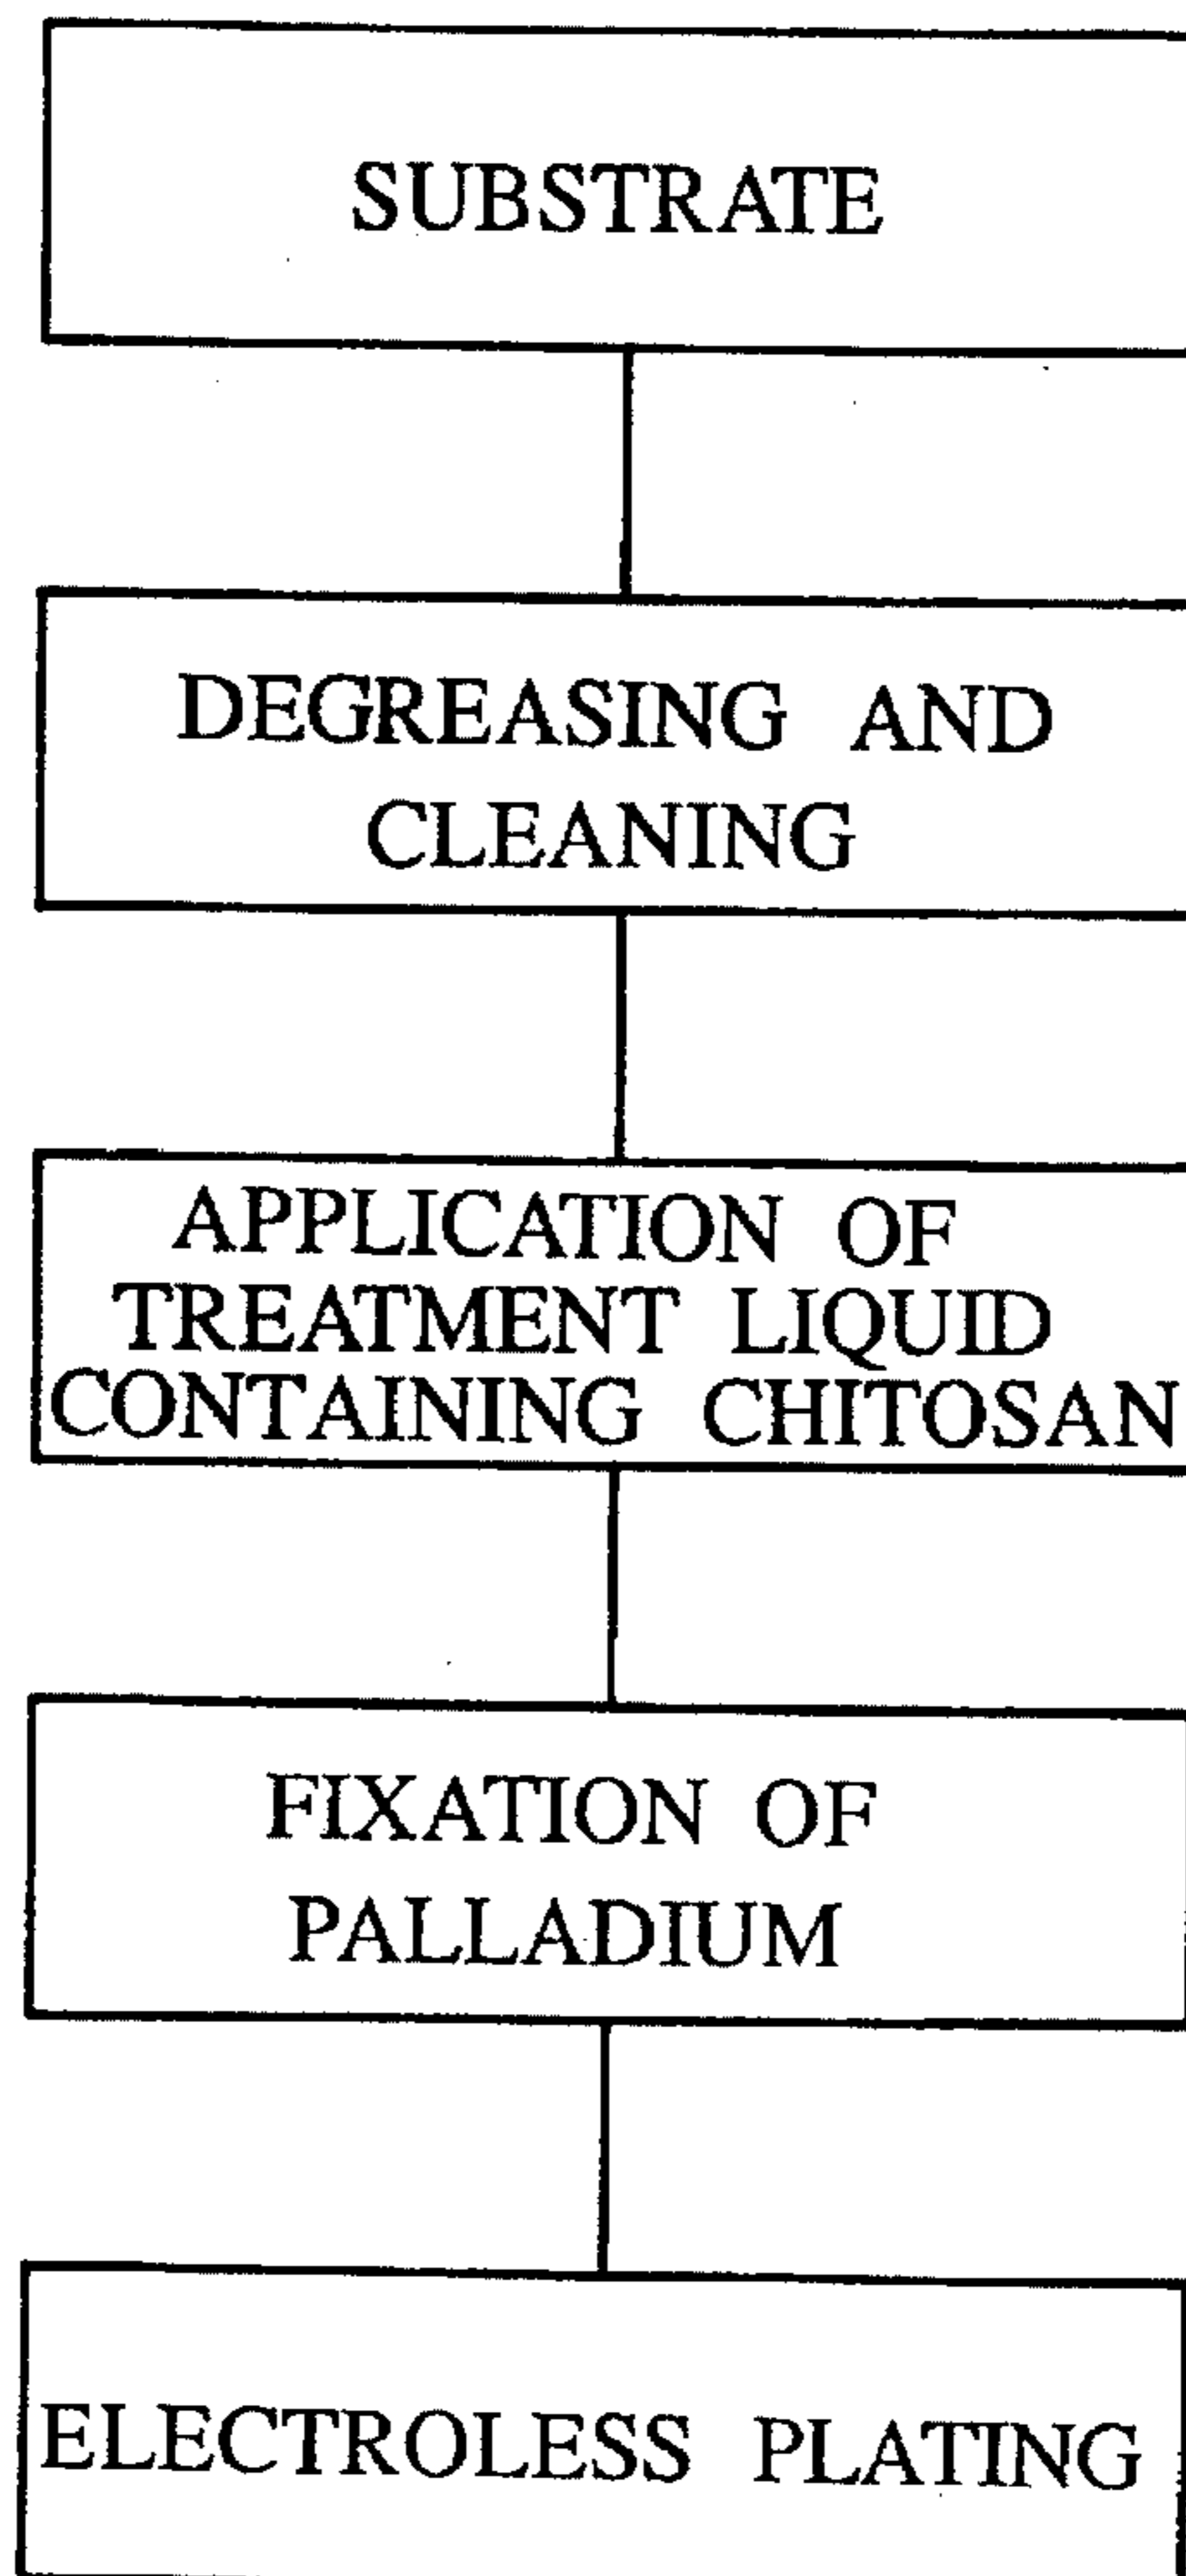 SUBSTRATE
DEGREASING AND
CLEANING
APPLICATION OF
TREATMENT LIQUID
CONTAINING CHITOSAN
FIXATION OF
PALLADIUM
ELECTROLESS PLATING